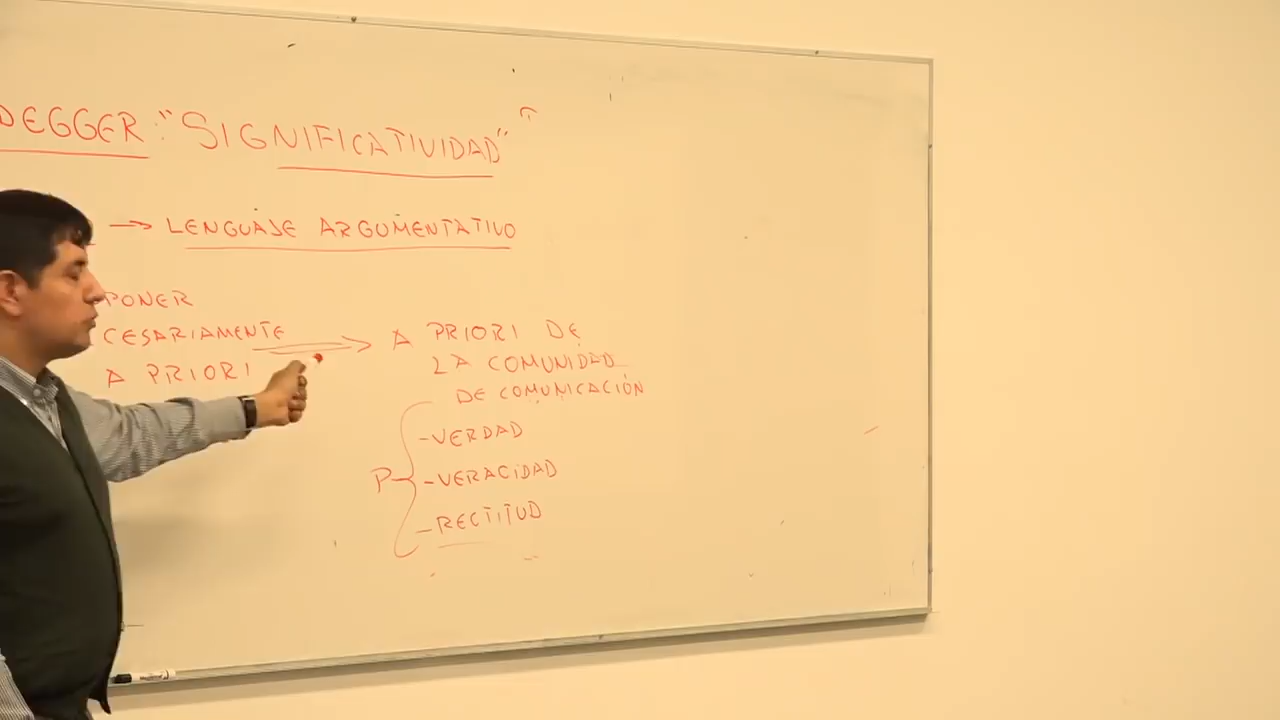 DEGGER: "SIGNIFICATIVIDAD"
→ LENGUAJE ARGUMENTATIVO
PONER
CESARIAMENTE
A PRIORI
A PRIORI DE
LA COMUNIDAD
DE COMUNICACIÓN
P
-VERDAD
-VERACIDAD
-RECTITUD